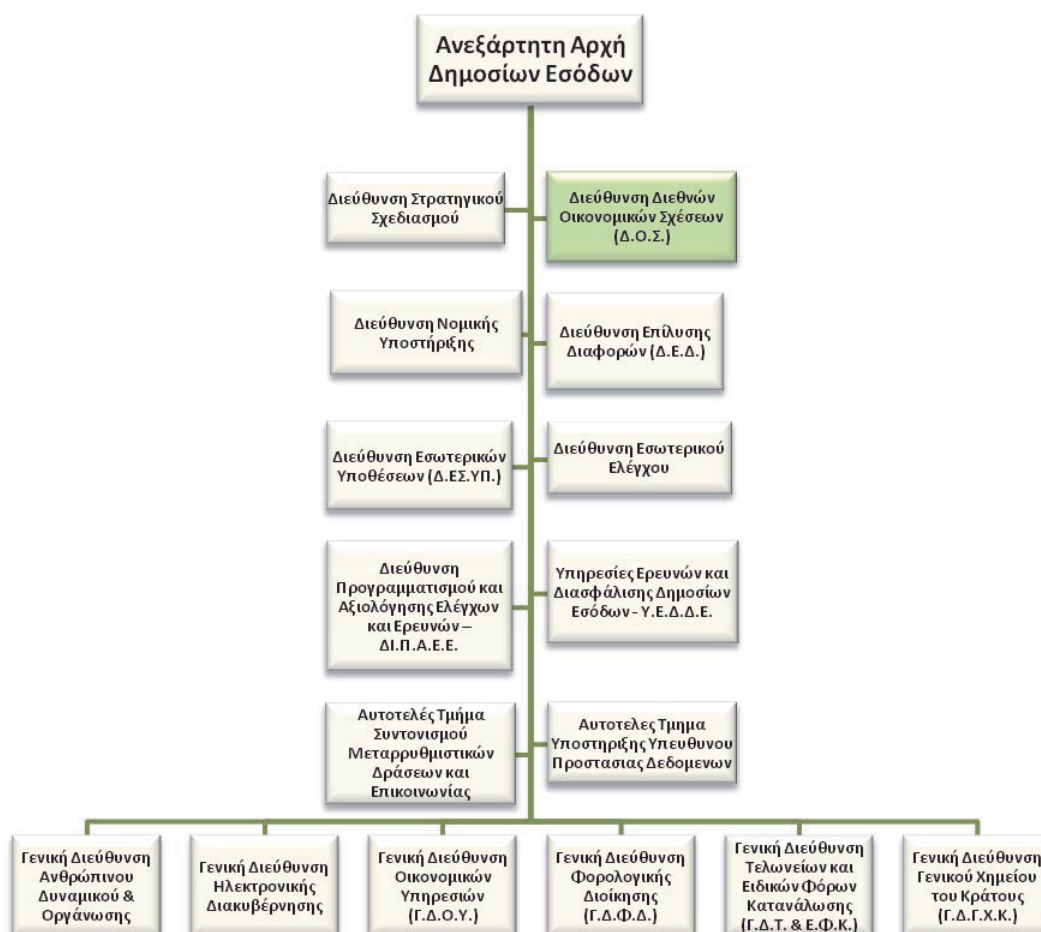 Ανεξάρτητη Αρχή
Δημοσίων Εσόδων
Διεύθυνση Στρατηγικού
Σχεδιασμού
Διεύθυνση Διεθνών
Οικονομικών Σχέσεων
(Δ.Ο.Σ.)
Διεύθυνση Νομικής
Υποστήριξης
Διεύθυνση Επίλυσης
Διαφορών (Δ.Ε.Δ.)
Διεύθυνση Εσωτερικών
Υποθέσεων (Δ.ΕΣ.ΥΠ.)
Διεύθυνση Εσωτερικού
Ελέγχου
Διεύθυνση
Προγραμματισμού και
Αξιολόγησης Ελέγχων
και Ερευνών –
ΔΙ.Π.Α.Ε.Ε.
Υπηρεσίες Ερευνών και
Διασφάλισης Δημοσίων
Εσόδων - Υ.Ε.Δ.Δ.Ε.
Αυτοτελές Τμήμα
Συντονισμού
Μεταρρυθμιστικών
Δράσεων και
Επικοινωνίας
Αυτοτελες Τμημα
Υποστηριξης Υπευθυνου
Προστασιας Δεδομενων
Γενική Διεύθυνση
Ανθρώπινου
Δυναμικού &
Οργάνωσης
Γενική Διεύθυνση
Ηλεκτρονικής
Διακυβέρνησης
Γενική Διεύθυνση
Οικονομικών
Υπηρεσιών
(Γ.Δ.Ο.Υ.)
Γενική Διεύθυνση
Φορολογικής
Διοίκησης
(Γ.Δ.Φ.Δ.)
Γενική Διεύθυνση
Τελωνείων και
Ειδικών Φόρων
Κατανάλωσης
(Γ.Δ.Τ. & Ε.Φ.Κ.)
Γενική Διεύθυνση
Γενικού Χημείου
του Κράτους
(Γ.Δ.Γ.Χ.Κ.)